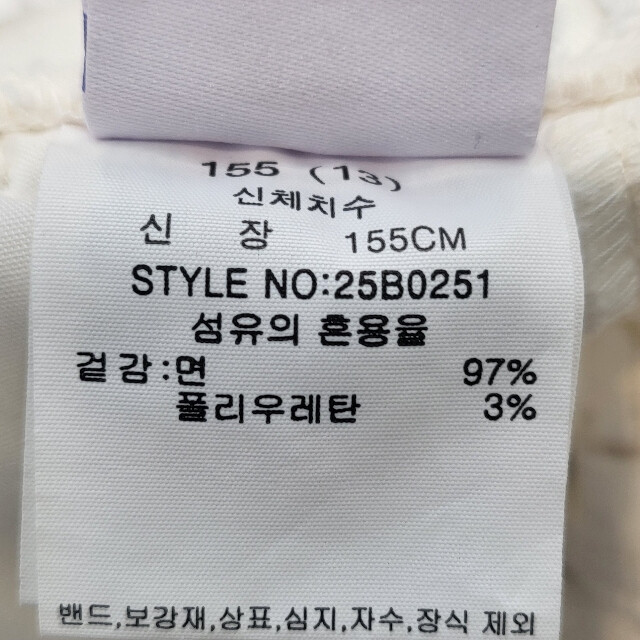 155 (13)
신체치수
신 장 155CM
STYLE NO:25B0251
섬유의 혼용율
겉감:면 97%
폴리우레탄 3%
밴드,보강재,상표,심지,자수,장식 제외